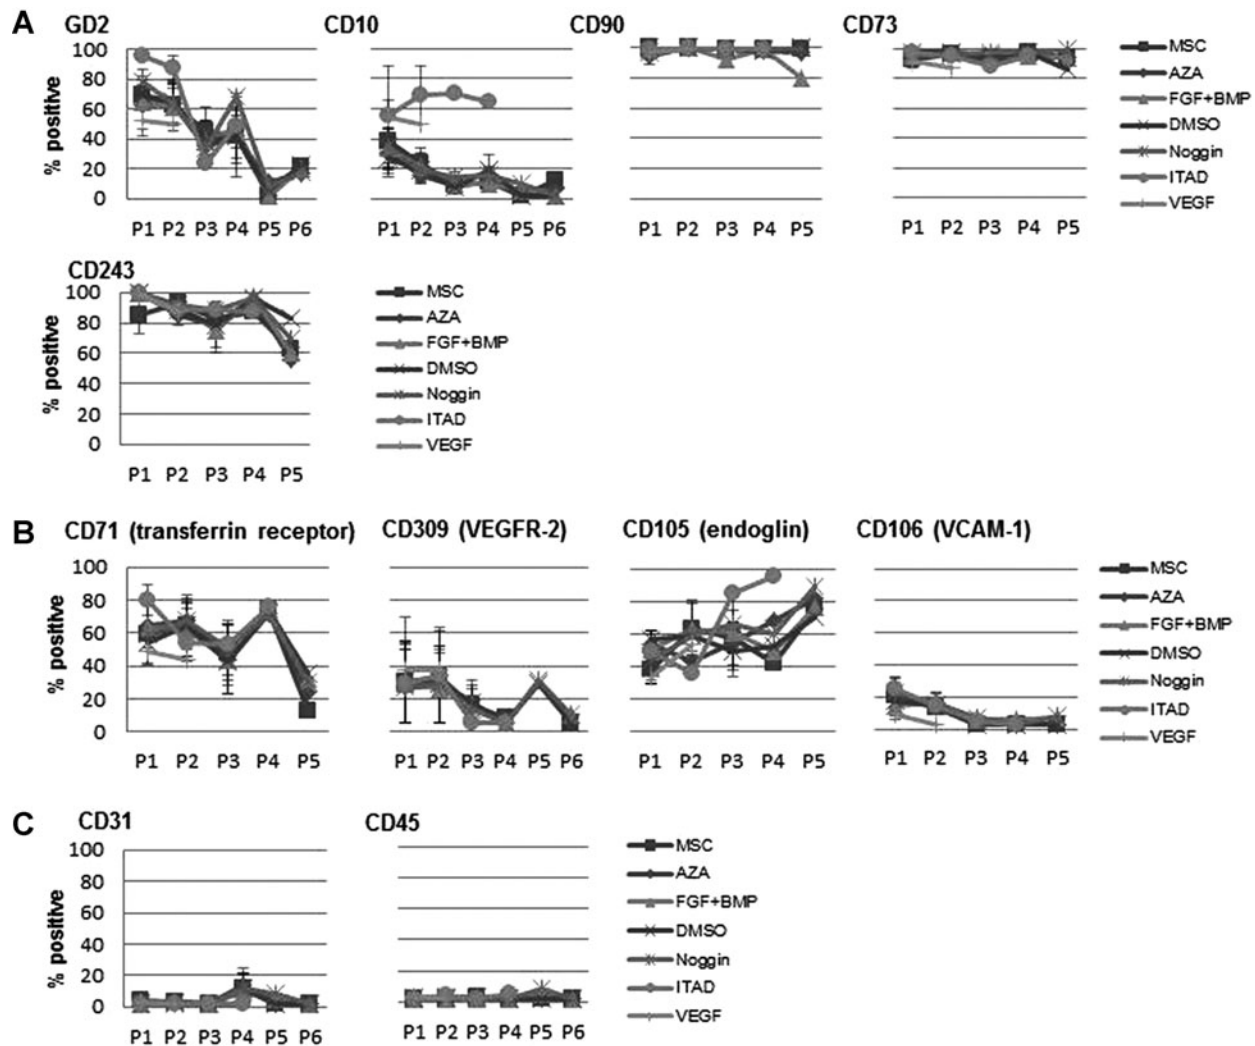 A
GD2 CD10 CD90 CD73
% positive
100
80
60
40
20
0
P1 P2 P3 P4 P5 P6
P1 P2 P3 P4 P5 P6
P1 P2 P3 P4 P5
P1 P2 P3 P4 P5
MSC
AZA
FGF+BMP
DMSO
Noggin
ITAD
VEGF
CD243
% positive
100
80
60
40
20
0
P1 P2 P3 P4 P5
MSC
AZA
FGF+BMP
DMSO
Noggin
ITAD
VEGF
B
CD71 (transferrin receptor) CD309 (VEGFR-2) CD105 (endoglin) CD106 (VCAM-1)
% positive
100
80
60
40
20
0
P1 P2 P3 P4 P5
P1 P2 P3 P4 P5 P6
P1 P2 P3 P4 P5
P1 P2 P3 P4 P5
MSC
AZA
FGF+BMP
DMSO
Noggin
ITAD
VEGF
C
CD31 CD45
% positive
100
80
60
40
20
0
P1 P2 P3 P4 P5 P6
P1 P2 P3 P4 P5 P6
MSC
AZA
FGF+BMP
DMSO
Noggin
ITAD
VEGF